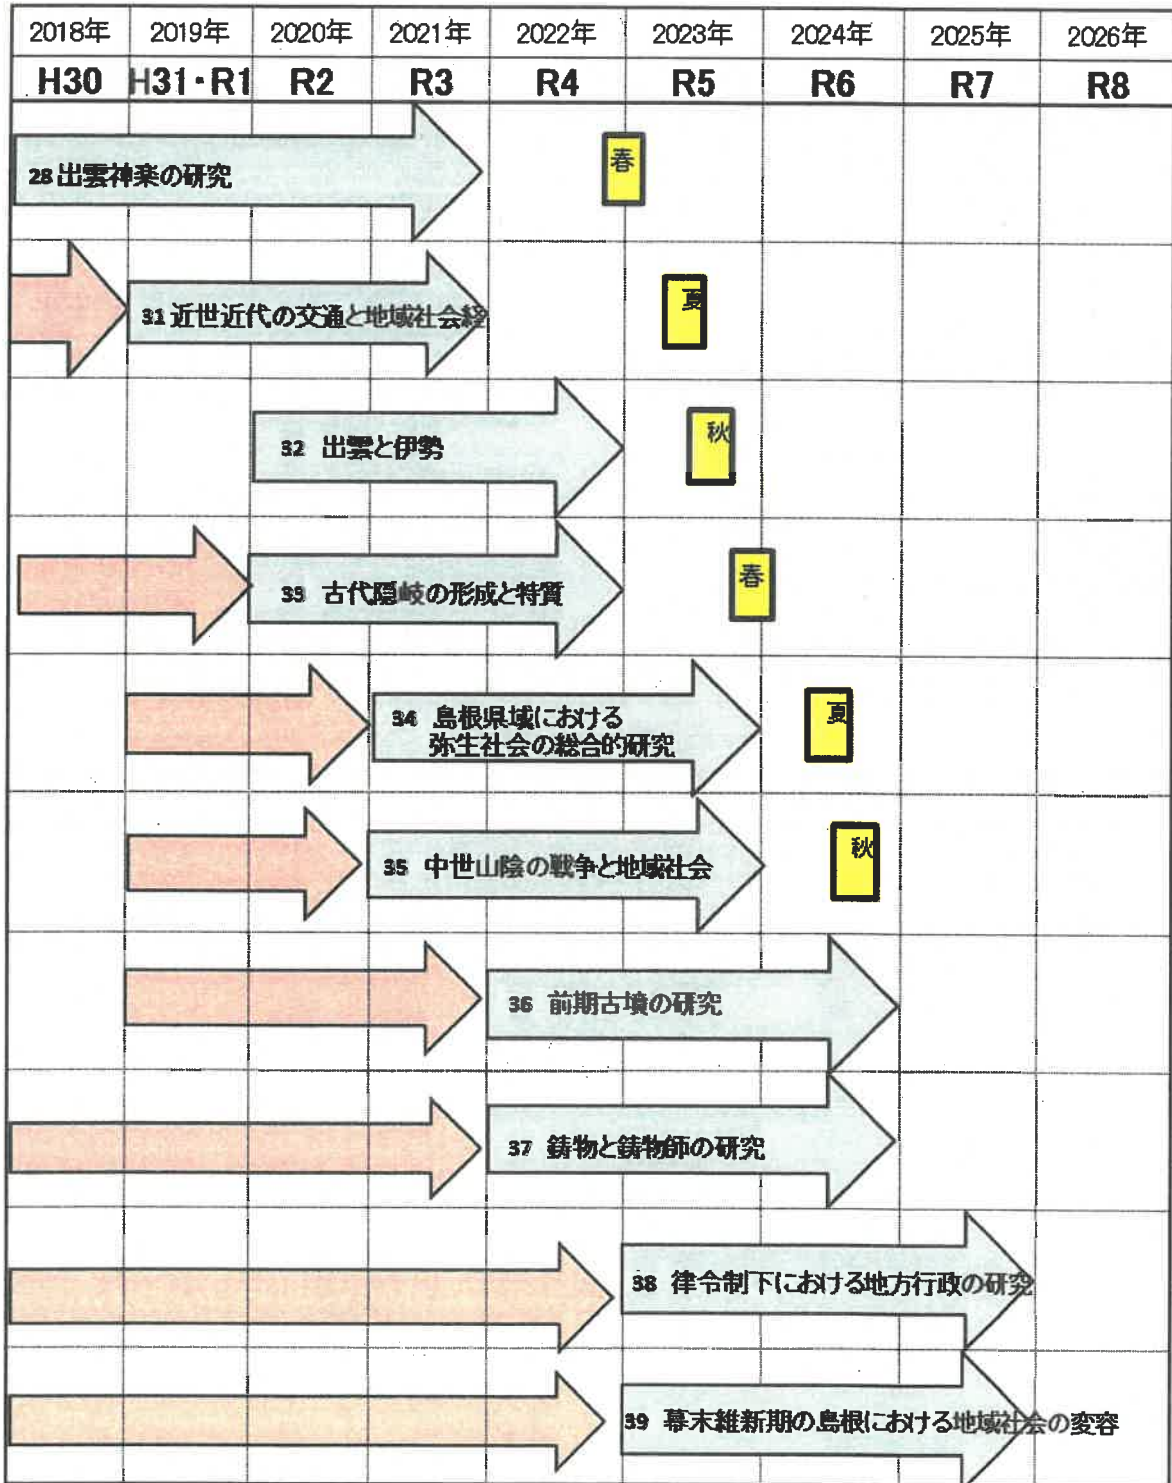 2018年 2019年 2020年 2021年 2022年 2023年 2024年 2025年 2026年
H30 H31・R1 R2 R3 R4 R5 R6 R7 R8
28 出雲神楽の研究
春
31 近世近代の交通と地域社会経
夏
32 出雲と伊勢
秋
33 古代隠岐の形成と特質
春
34 島根県域における
弥生社会の総合的研究
夏
35 中世山陰の戦争と地域社会
秋
36 前期古墳の研究
37 鋳物と鋳物師の研究
38 律令制下における地方行政の研究
39 幕末維新期の島根における地域社会の変容